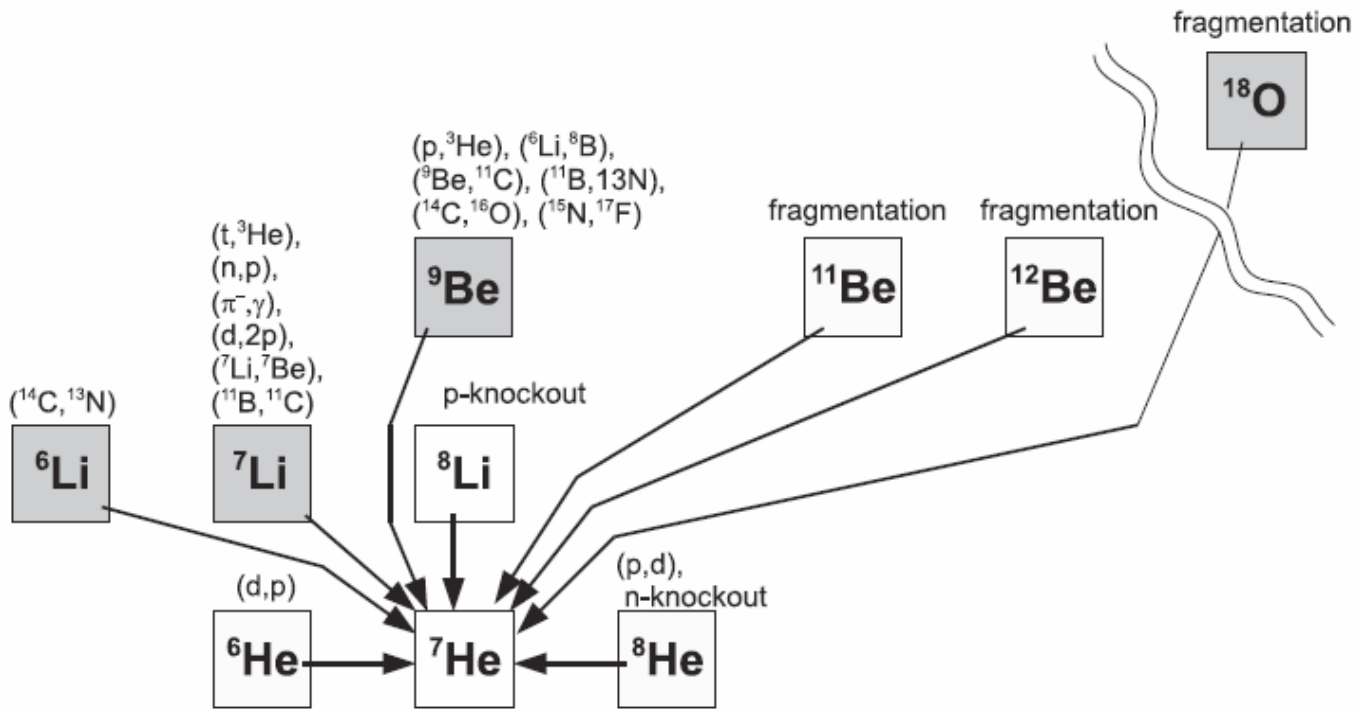 fragmentation
¹⁸O
(p,³He), (⁶Li,⁸B),
(⁹Be,¹¹C), (¹¹B,13N),
(¹⁴C,¹⁶O), (¹⁵N,¹⁷F)
⁹Be
fragmentation
¹¹Be
fragmentation
¹²Be
(t,³He),
(n,p),
(π⁻,γ),
(d,2p),
(⁷Li,⁷Be),
(¹¹B,¹¹C)
⁷Li
(¹⁴C,¹³N)
⁶Li
p-knockout
⁸Li
(d,p)
⁶He
⁷He
(p,d),
n-knockout
⁸He